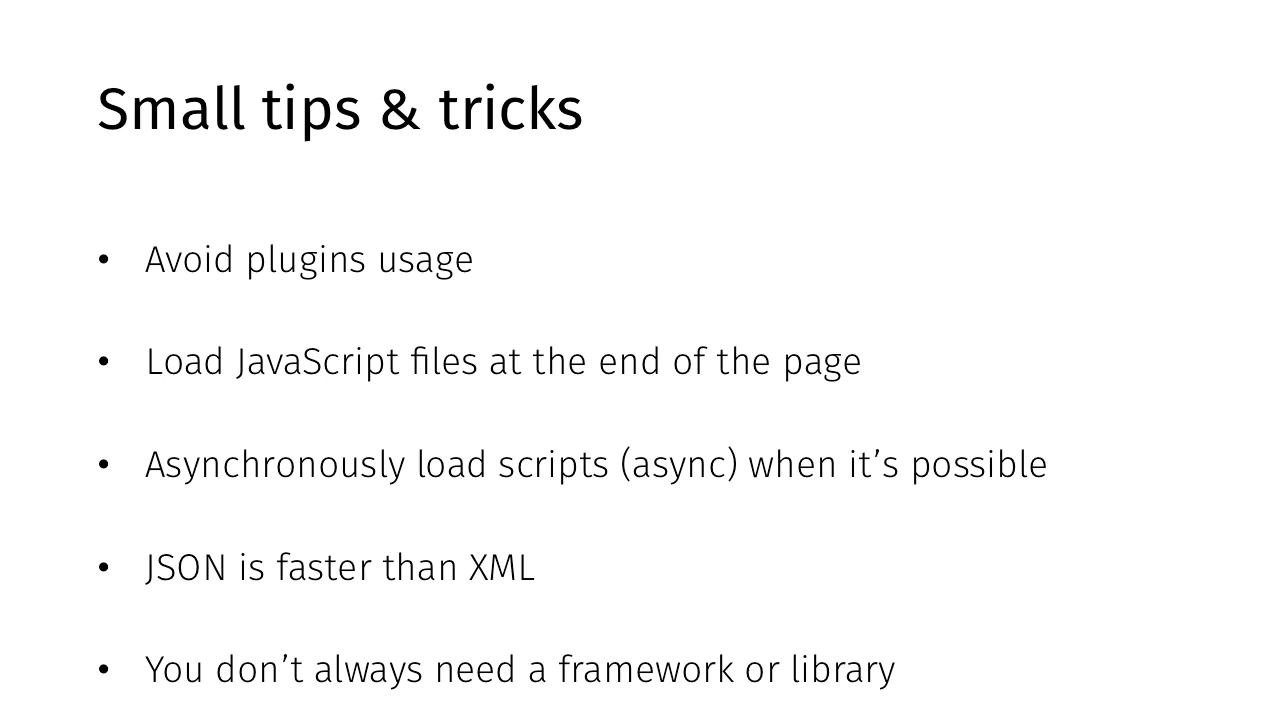 Small tips & tricks
• Avoid plugins usage
• Load JavaScript files at the end of the page
• Asynchronously load scripts (async) when it’s possible
• JSON is faster than XML
• You don’t always need a framework or library